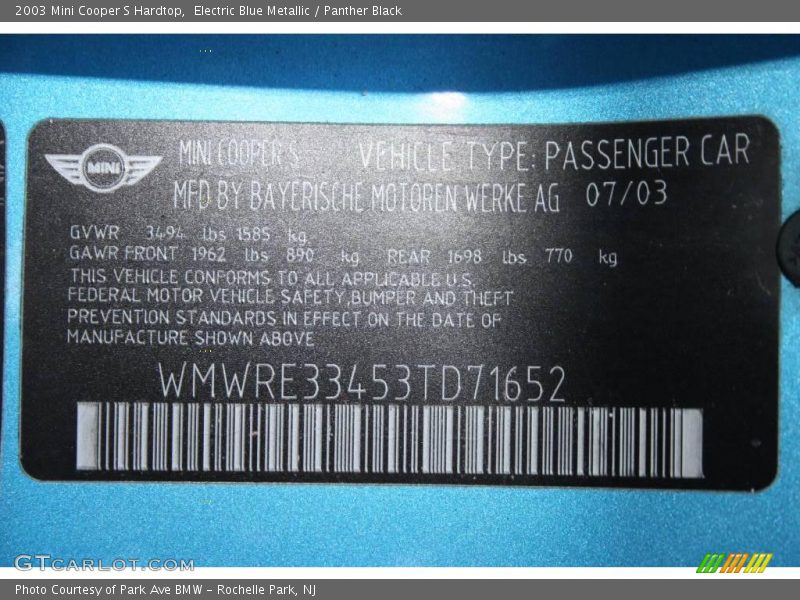 2003 Mini Cooper S Hardtop, Electric Blue Metallic / Panther Black
MINI
MINI COOPER S VEHICLE TYPE: PASSENGER CAR
MFD BY BAYERISCHE MOTOREN WERKE AG 07/03
GVWR 3494 lbs 1585 kg
GAWR FRONT 1962 lbs 890 kg REAR 1698 lbs 770 kg
THIS VEHICLE CONFORMS TO ALL APPLICABLE U.S.
FEDERAL MOTOR VEHICLE SAFETY,BUMPER AND THEFT
PREVENTION STANDARDS IN EFFECT ON THE DATE OF
MANUFACTURE SHOWN ABOVE
WMWRE33453TD71652
GTCARLOT.COM
Photo Courtesy of Park Ave BMW - Rochelle Park, NJ